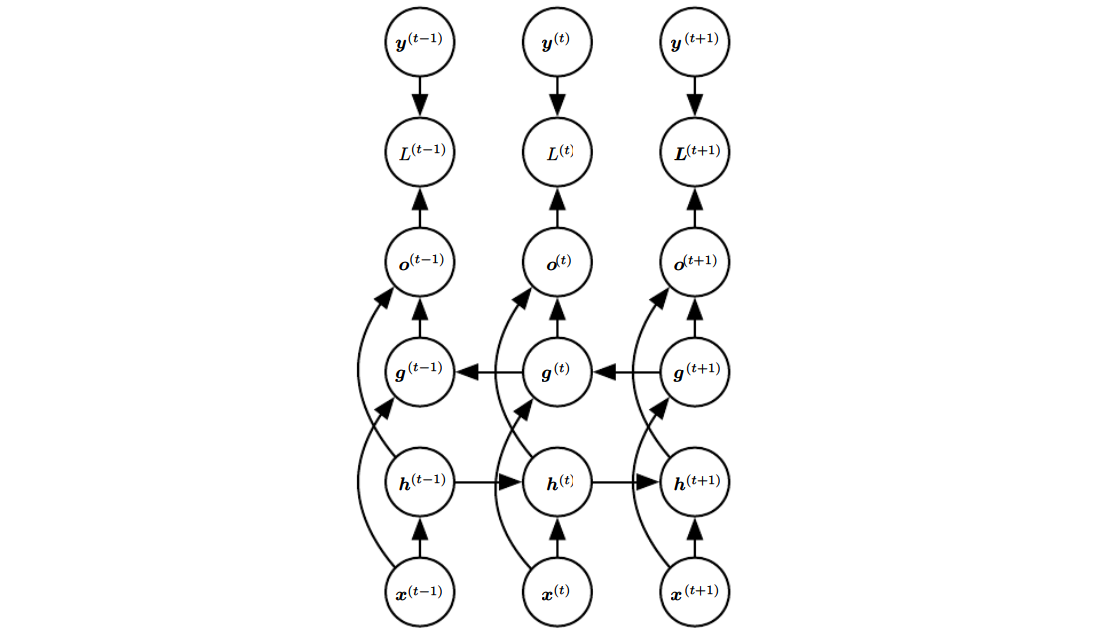 y(t−1) y(t) y(t+1)
L(t−1) L(t) L(t+1)
o(t−1) o(t) o(t+1)
g(t−1) g(t) g(t+1)
h(t−1) h(t) h(t+1)
x(t−1) x(t) x(t+1)